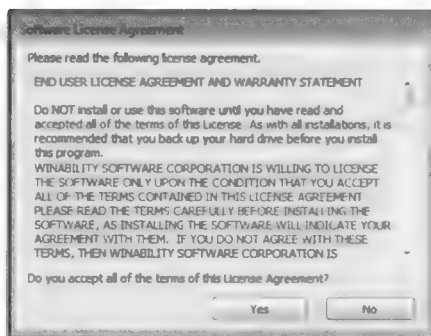 Software License Agreement
Please read the following license agreement.
END USER LICENSE AGREEMENT AND WARRANTY STATEMENT
Do NOT install or use this software until you have read and
accepted all of the terms of this License. As with all installations, it is
recommended that you back up your hard drive before you install
this program.
WINABILITY SOFTWARE CORPORATION IS WILLING TO LICENSE
THE SOFTWARE ONLY UPON THE CONDITION THAT YOU ACCEPT
ALL OF THE TERMS CONTAINED IN THIS LICENSE AGREEMENT
PLEASE READ THE TERMS CAREFULLY BEFORE INSTALLING THE
SOFTWARE, AS INSTALLING THE SOFTWARE WILL INDICATE YOUR
AGREEMENT WITH THEM. IF YOU DO NOT AGREE WITH THESE
TERMS, THEN WINABILITY SOFTWARE CORPORATION IS
Do you accept all of the terms of this License Agreement?
Yes
No